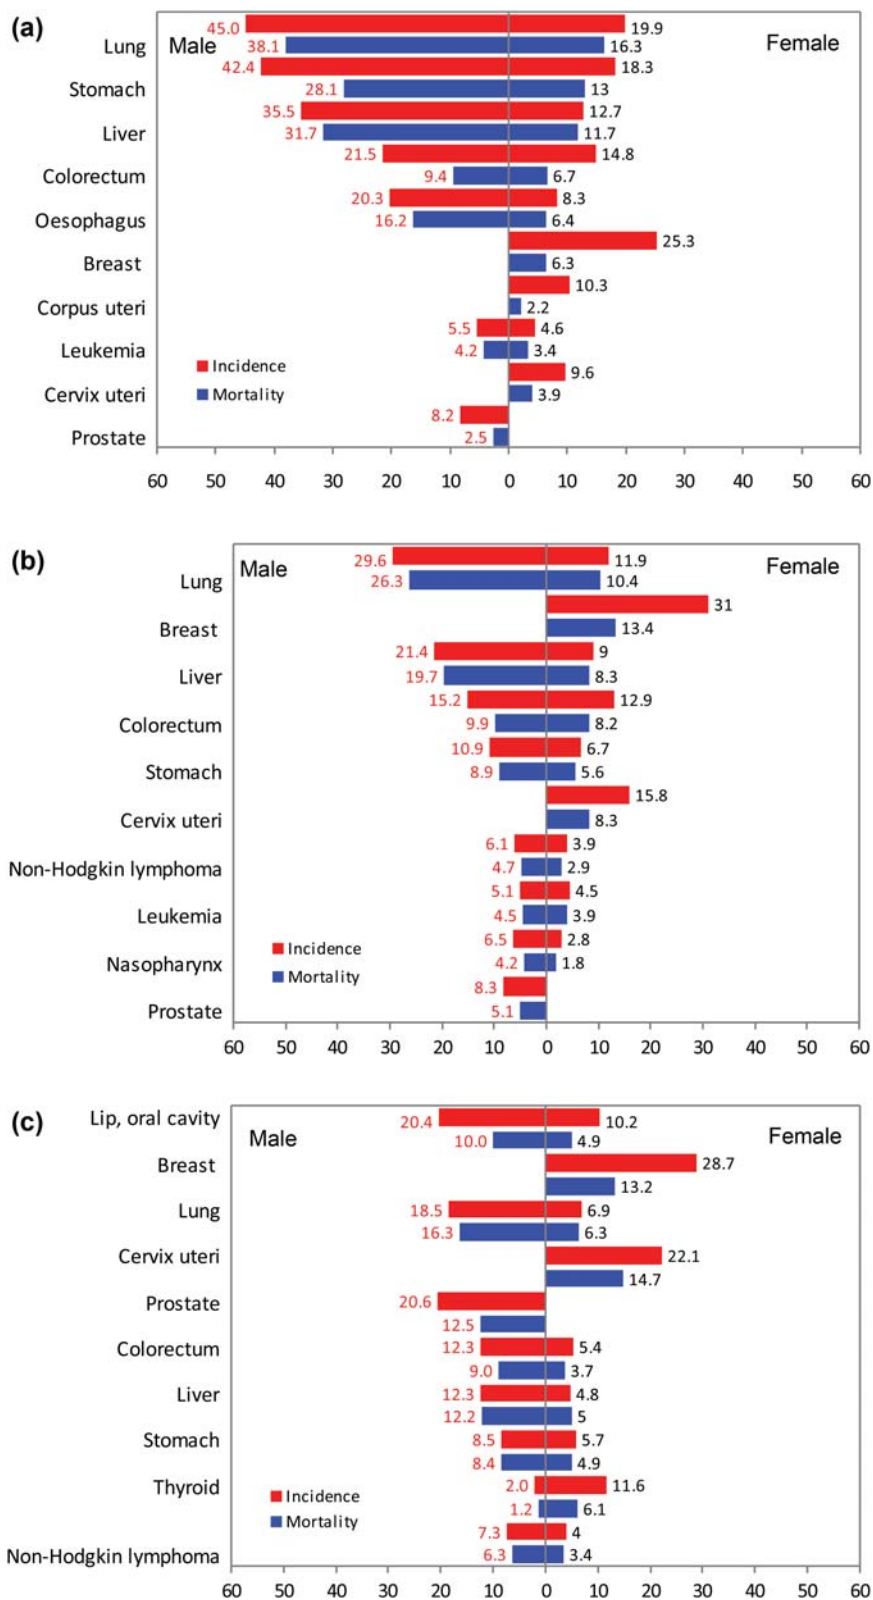 (a)
Male Female
45.0 19.9
Lung 38.1 16.3
42.4 18.3
Stomach 28.1 13
35.5 12.7
Liver 31.7 11.7
21.5 14.8
Colorectum 9.4 6.7
20.3 8.3
Oesophagus 16.2 6.4
25.3
Breast 6.3
10.3
Corpus uteri 2.2
5.5 4.6
Leukemia 4.2 3.4
Incidence 9.6
Cervix uteri Mortality 3.9
8.2
Prostate 2.5
60 50 40 30 20 10 0 10 20 30 40 50 60
(b)
Male Female
29.6 11.9
Lung 26.3 10.4
31
Breast 13.4
21.4 9
Liver 19.7 8.3
15.2 12.9
Colorectum 9.9 8.2
10.9 6.7
Stomach 8.9 5.6
15.8
Cervix uteri 8.3
6.1 3.9
Non-Hodgkin lymphoma 4.7 2.9
5.1 4.5
Leukemia 4.5 3.9
Incidence 6.5 2.8
Nasopharynx 4.2 1.8
Mortality 8.3
Prostate 5.1
60 50 40 30 20 10 0 10 20 30 40 50 60
(c)
Male Female
Lip, oral cavity 20.4 10.2
10.0 4.9
Breast 28.7
13.2
Lung 18.5 6.9
16.3 6.3
Cervix uteri 22.1
14.7
Prostate 20.6
12.5
Colorectum 12.3 5.4
9.0 3.7
Liver 12.3 4.8
12.2 5
Stomach 8.5 5.7
8.4 4.9
Thyroid 2.0 11.6
Incidence 1.2 6.1
Mortality 7.3 4
Non-Hodgkin lymphoma 6.3 3.4
60 50 40 30 20 10 0 10 20 30 40 50 60